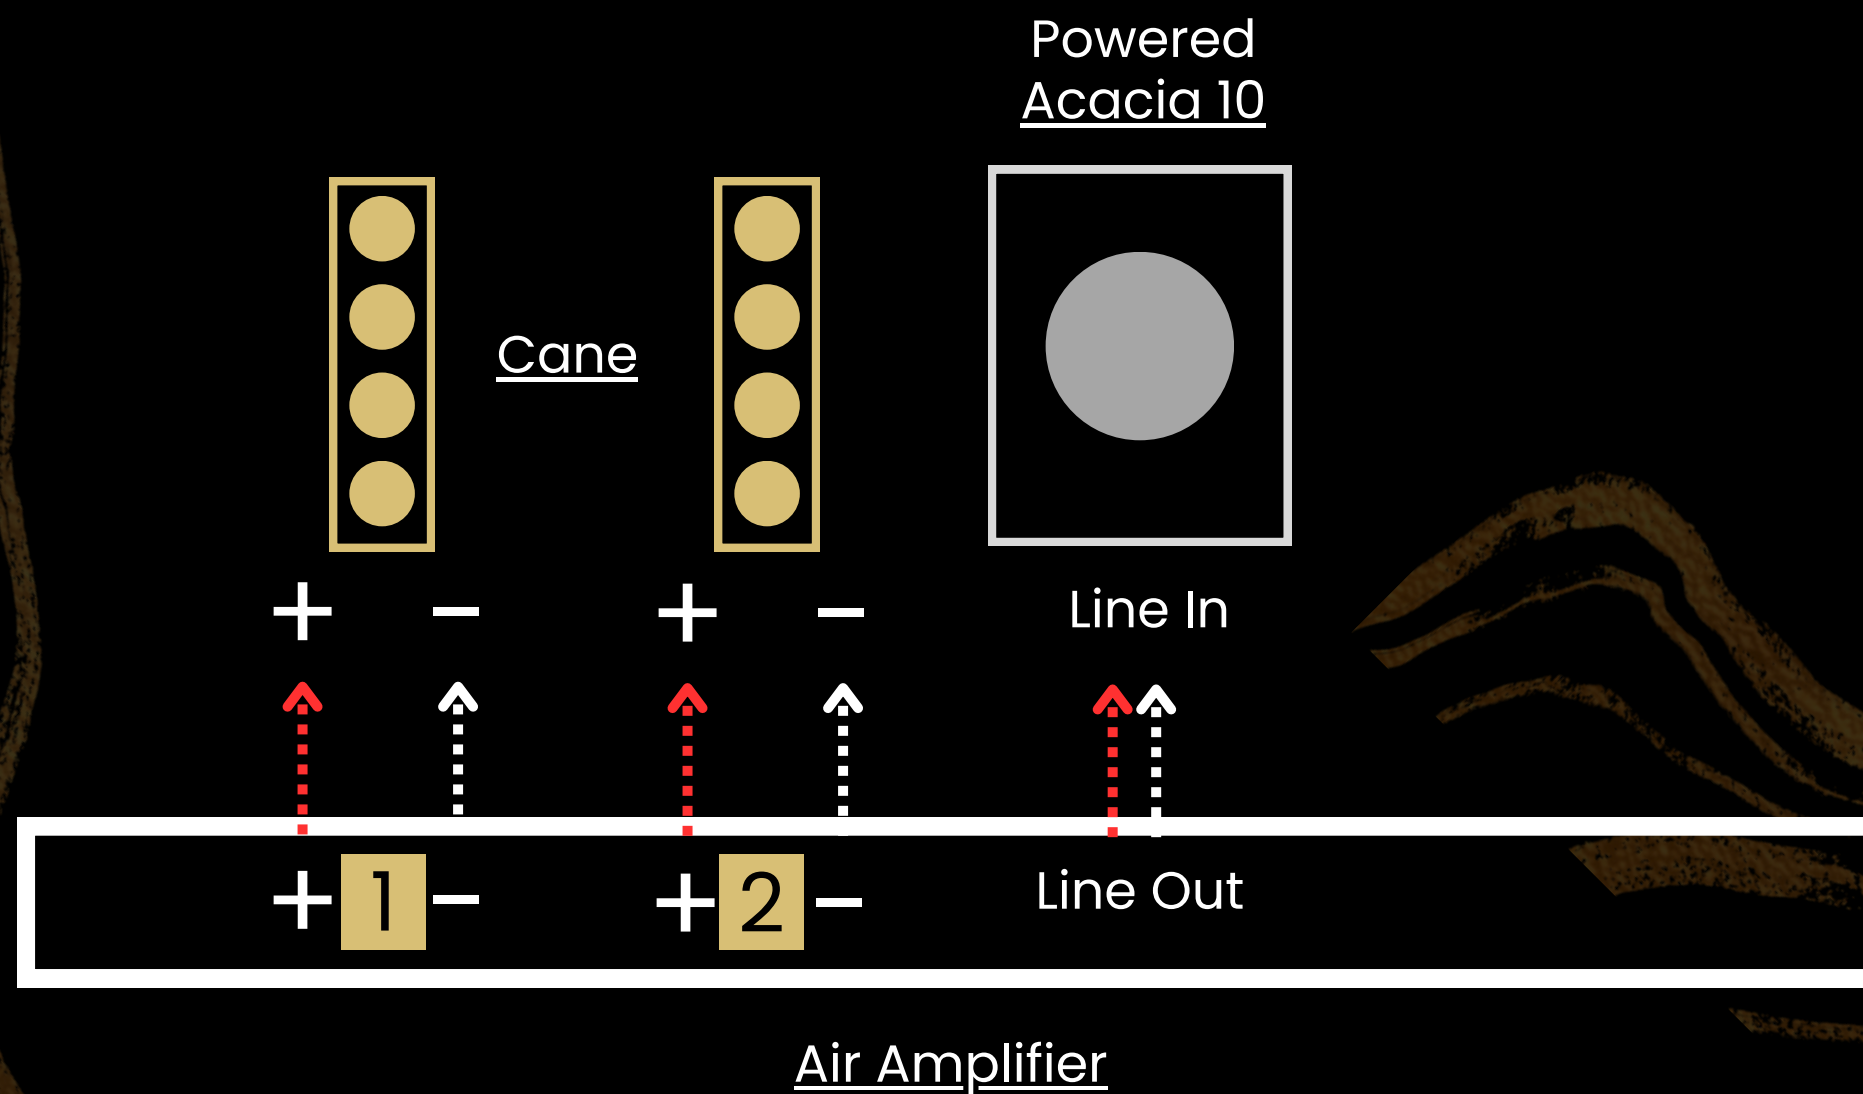 Powered
Acacia 10
Cane
+ − + − Line In
+ 1 − + 2 − Line Out
Air Amplifier